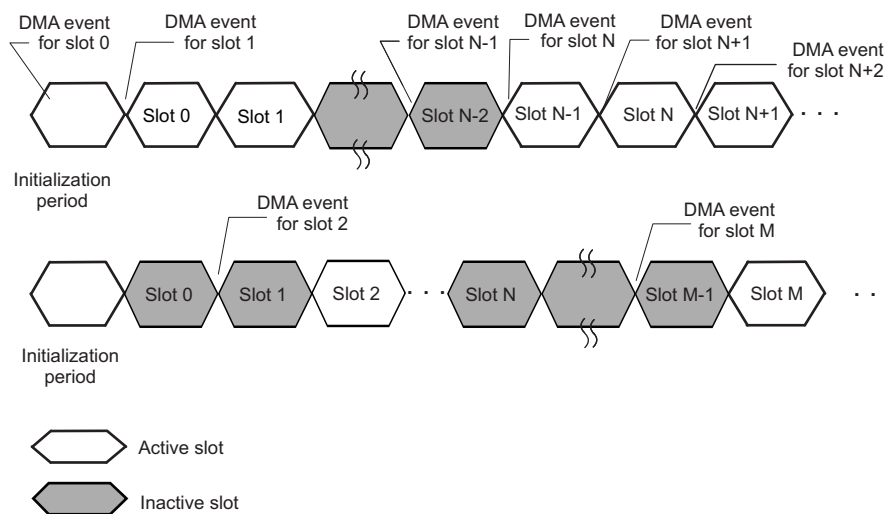 DMA event
for slot 0
DMA event
for slot 1
DMA event
for slot N-1
DMA event
for slot N
DMA event
for slot N+1
DMA event
for slot N+2
Slot 0
Slot 1
Slot N-2
Slot N-1
Slot N
Slot N+1
. . .
Initialization
period
DMA event
for slot 2
DMA event
for slot M
Slot 0
Slot 1
Slot 2
. . .
Slot N
Slot M-1
Slot M
. .
Initialization
period
Active slot
Inactive slot